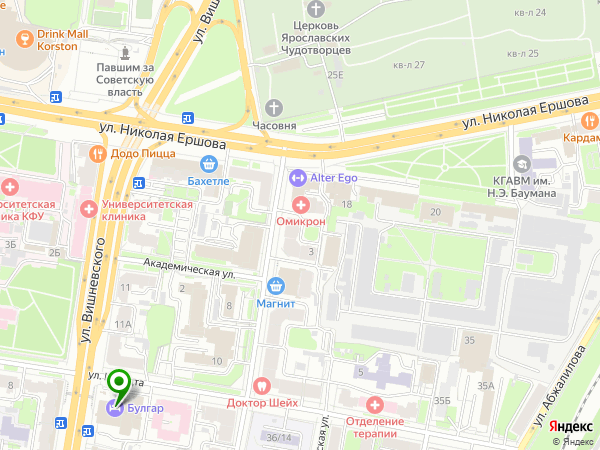 кв-л 24
Drink Mall
Korston
ул. Виш
Церковь
Ярославских
Чудотворцев
кв-л 25
25Е
кв-л 27
Павшим за
Советскую
власть
Часовня
ул. Николая Ершова
ул. Николая Ершова
Кардам
Додо Пицца
Бахетле
Alter Ego
КГАВМ им.
Н.Э. Баумана
рситетская
ника КФУ
Университетская
клиника
Омикрон
18
20
3Б
2Б
3
ул. Вишневского
Академическая ул.
11
2
8
Магнит
11А
10
35
5
35А
35Б
8
ул.
та
Булгар
Доктор Шейх
Отделение
терапии
36/14
ская ул.
ул. Абжалилова
© Яндекс
© Яндекс